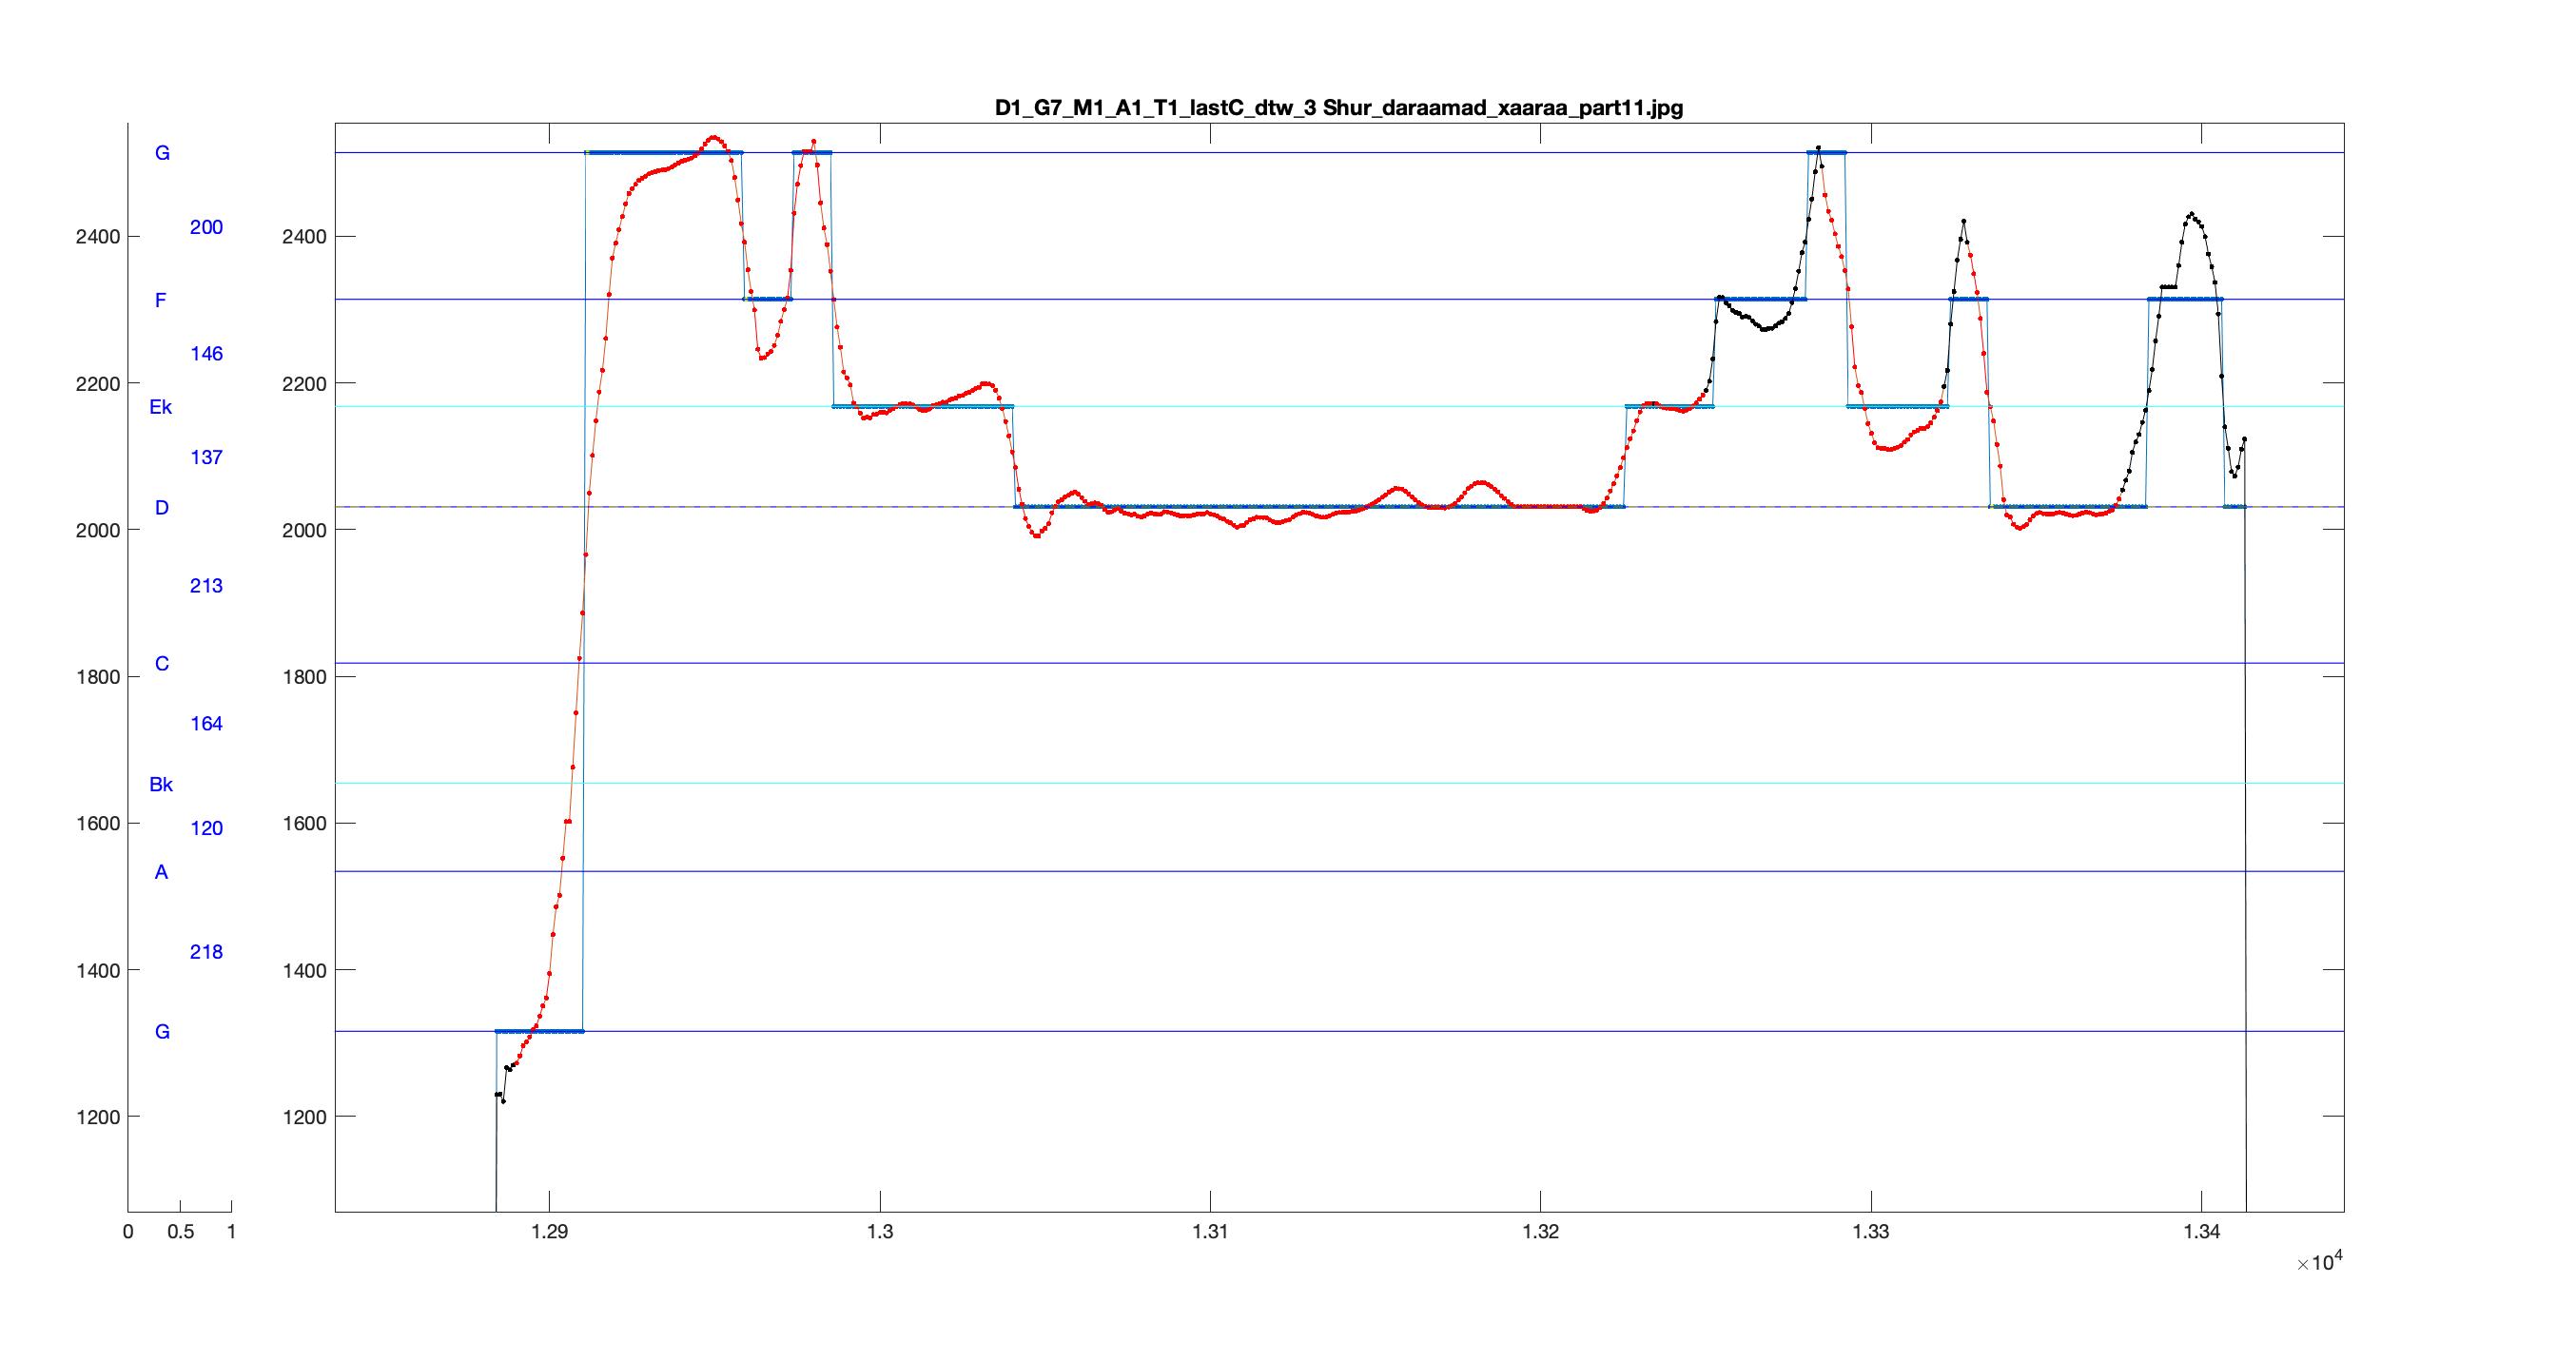 D1_G7_M1_A1_T1_lastC_dtw_3 Shur_daraamad_xaaraa_part11.jpg
G
200
2400 2400
F
146
2200 2200
Ek
137
D
2000 2000
213
C
1800 1800
164
Bk
1600 120 1600
A
218
1400 1400
G
1200 1200
0 0.5 1 1.29 1.3 1.31 1.32 1.33 1.34
×10⁴